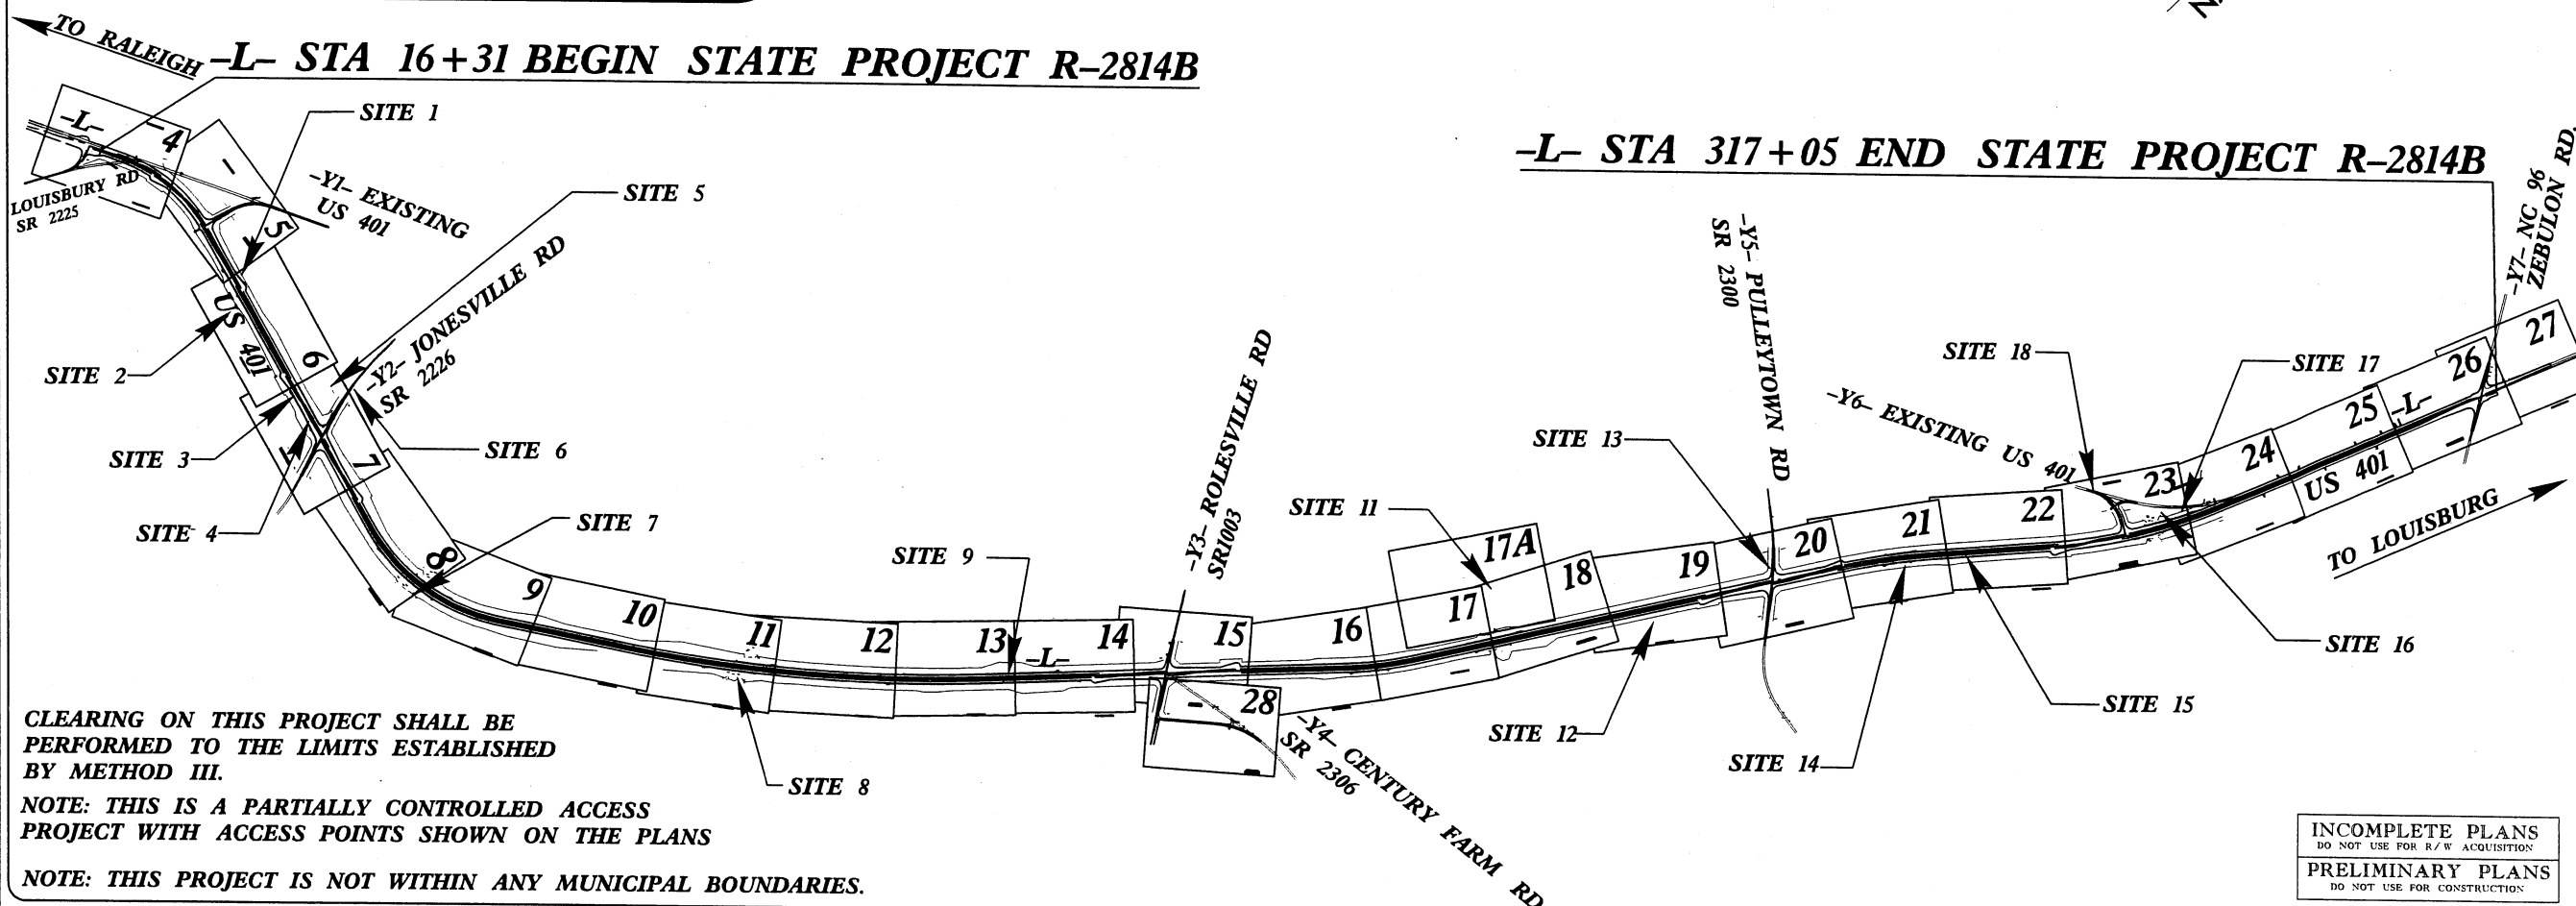 TO RALEIGH
-L- STA 16+31 BEGIN STATE PROJECT R-2814B
SITE 1
-L-
4
LOUISBURY RD
SR 2225
5
-Y1- EXISTING
US 401
SITE 5
-L- STA 317+05 END STATE PROJECT R-2814B
-Y7- NC 96
ZEBULON RD.
-Y2- JONESVILLE RD
SR 2226
US 401
SITE 2
6
SITE 3
7
SITE 6
SITE 4
SITE 7
8
9
10
11
12
13
-L-
14
SITE 9
-Y3- ROLESVILLE RD
SR1003
15
16
SITE 11
17A
17
18
SITE 13
-Y5- PULLEYTOWN RD
SR 2300
19
20
21
22
SITE 18
-Y6- EXISTING US 401
23
SITE 17
24
25
-L-
26
27
US 401
TO LOUISBURG
SITE 16
SITE 15
SITE 14
SITE 12
28
-Y4- CENTURY FARM RD
SR 2306
SITE 8
CLEARING ON THIS PROJECT SHALL BE
PERFORMED TO THE LIMITS ESTABLISHED
BY METHOD III.
NOTE: THIS IS A PARTIALLY CONTROLLED ACCESS
PROJECT WITH ACCESS POINTS SHOWN ON THE PLANS
NOTE: THIS PROJECT IS NOT WITHIN ANY MUNICIPAL BOUNDARIES.
INCOMPLETE PLANS
DO NOT USE FOR R/W ACQUISITION
PRELIMINARY PLANS
DO NOT USE FOR CONSTRUCTION